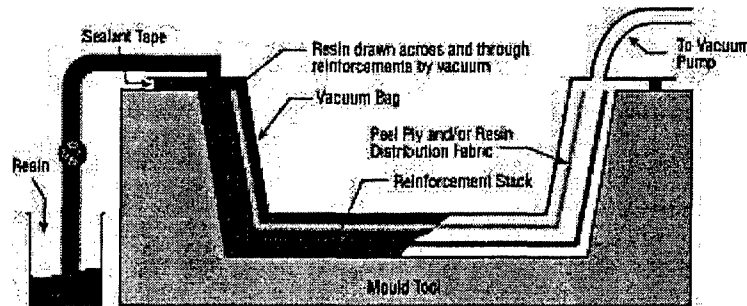 Sealant Tape
Resin drawn across and through
reinforcements by vacuum
To Vacuum
Pump
Vacuum Bag
Peel Ply and/or Resin
Distribution Fabric
Resin
Reinforcement Stack
Mould Tool